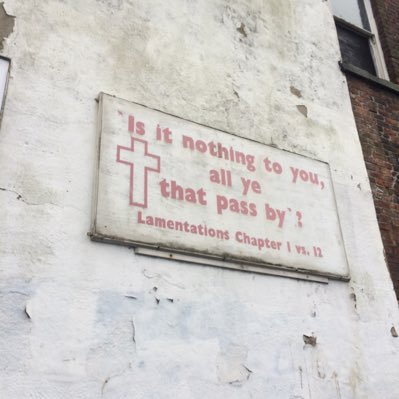 `Is it nothing to you,
all ye
that pass by`?
Lamentations Chapter 1 vs. 12